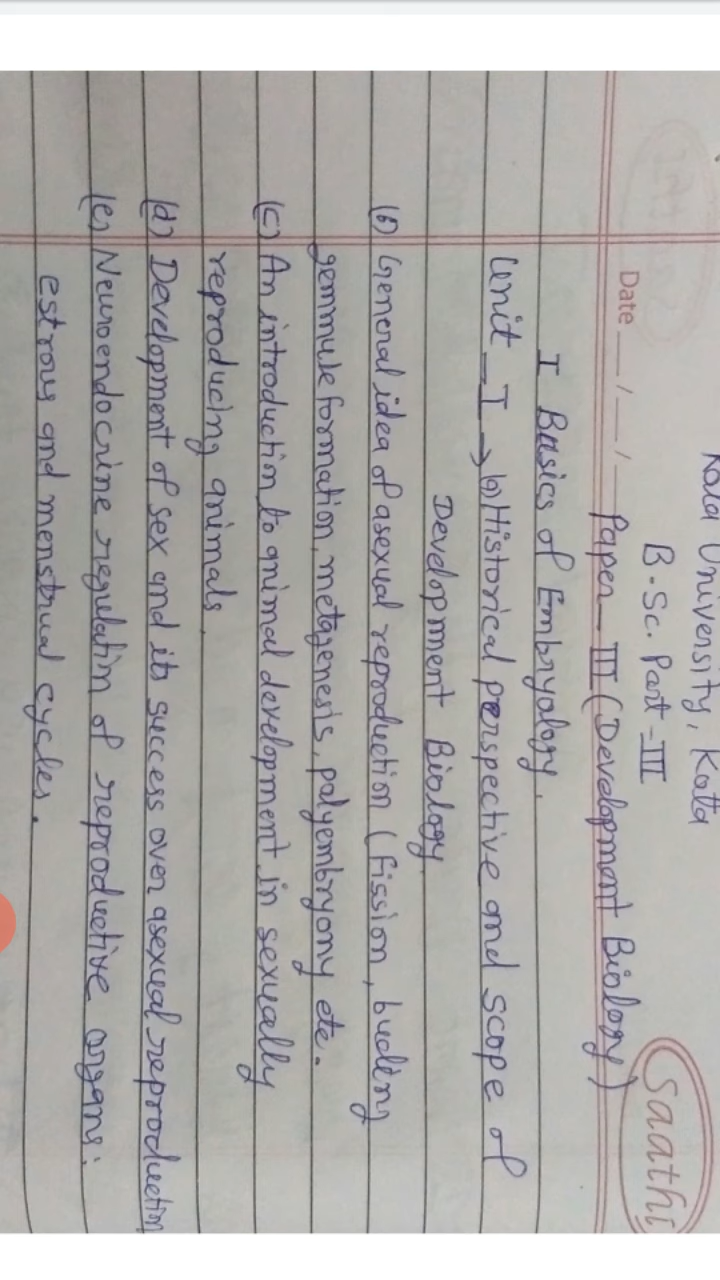 Kota University, Kota
B.Sc. Part-III
Saathi
Date __/__/__ Paper-III (Development Biology)
I Basics of Embryology.
Unit-I → (a) Historical perspective and scope of
Development Biology.
(b) General idea of asexual reproduction (fission, budding
gemmule formation, metagenesis, polyembryony etc.
(c) An introduction to animal development in sexually
reproducing animals.
(d) Development of sex and its success over asexual reproduction
(e) Neuroendocrine regulation of reproductive organs:
estrous and menstrual cycles.